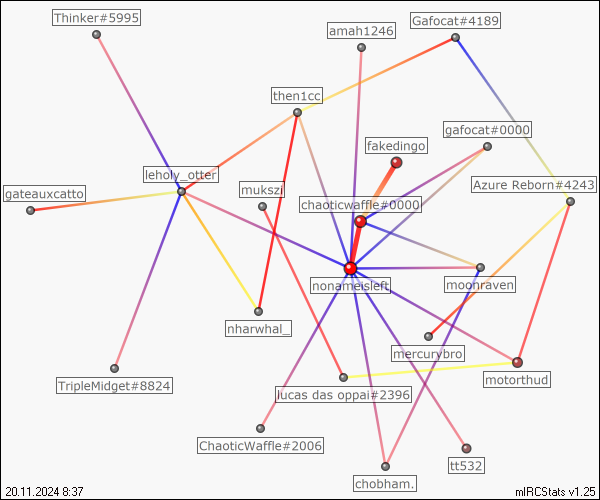 Thinker#5995
Gafocat#4189
amah1246
then1cc
gafocat#0000
fakedingo
leholy_otter
Azure Reborn#4243
mukszi
gateauxcatto
chaoticwaffle#0000
nonameisleft
moonraven
nharwhal_
mercurybro
motorthud
TripleMidget#8824
lucas das oppai#2396
ChaoticWaffle#2006
tt532
chobham.
20.11.2024 8:37
mIRCStats v1.25